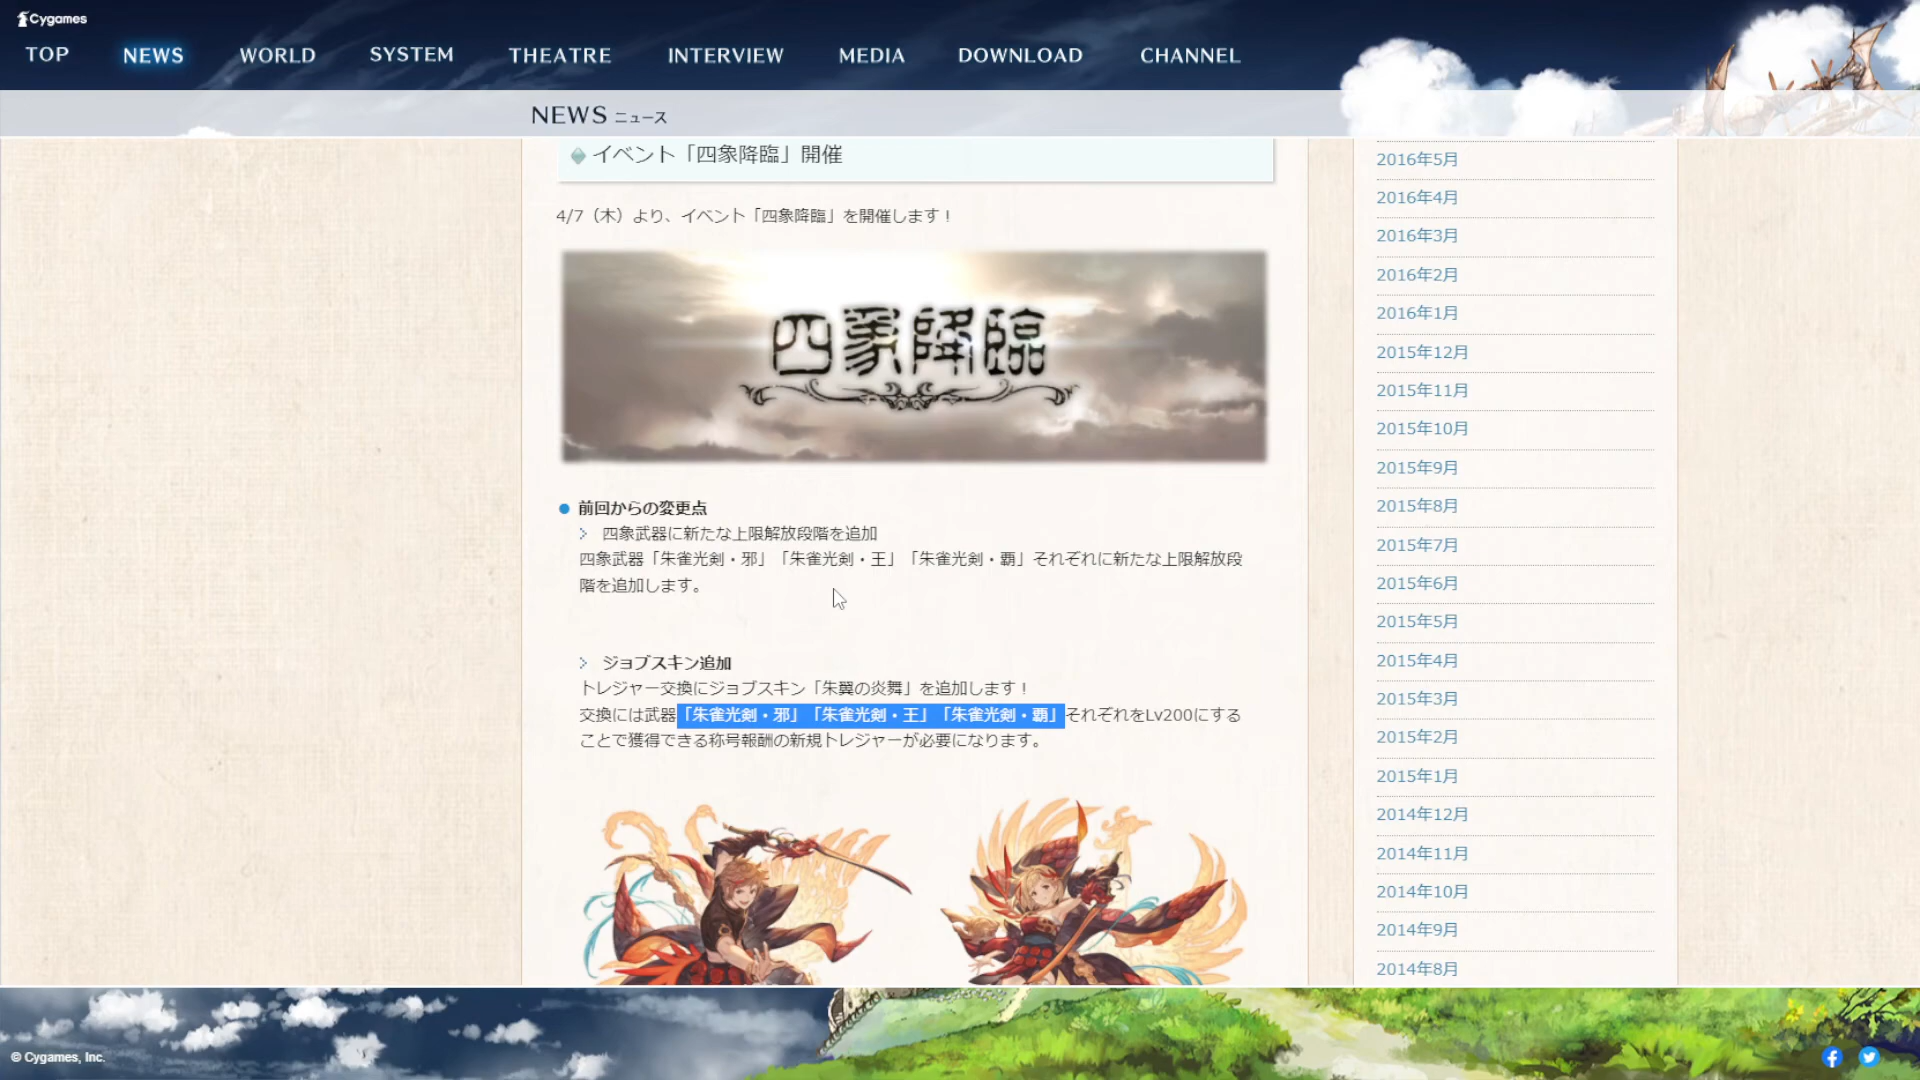 Cygames
TOP NEWS WORLD SYSTEM THEATRE INTERVIEW MEDIA DOWNLOAD CHANNEL
NEWS ニュース
イベント「四象降臨」開催
4/7（木）より、イベント「四象降臨」を開催します！
四象降臨
前回からの変更点
四象武器に新たな上限解放段階を追加
四象武器「朱雀光剣・邪」「朱雀光剣・王」「朱雀光剣・覇」それぞれに新たな上限解放段
階を追加します。
ジョブスキン追加
トレジャー交換にジョブスキン「朱翼の炎舞」を追加します！
交換には武器「朱雀光剣・邪」「朱雀光剣・王」「朱雀光剣・覇」それぞれをLv200にする
ことで獲得できる称号報酬の新規トレジャーが必要になります。
2016年5月
2016年4月
2016年3月
2016年2月
2016年1月
2015年12月
2015年11月
2015年10月
2015年9月
2015年8月
2015年7月
2015年6月
2015年5月
2015年4月
2015年3月
2015年2月
2015年1月
2014年12月
2014年11月
2014年10月
2014年9月
2014年8月
© Cygames, Inc.